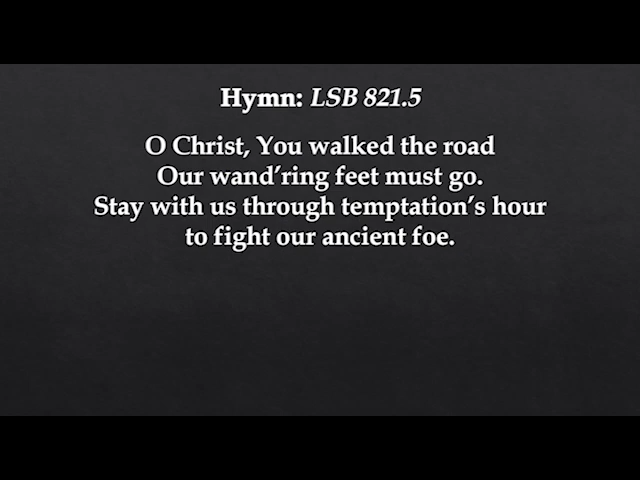 Hymn: LSB 821.5
O Christ, You walked the road
Our wand’ring feet must go.
Stay with us through temptation’s hour
to fight our ancient foe.